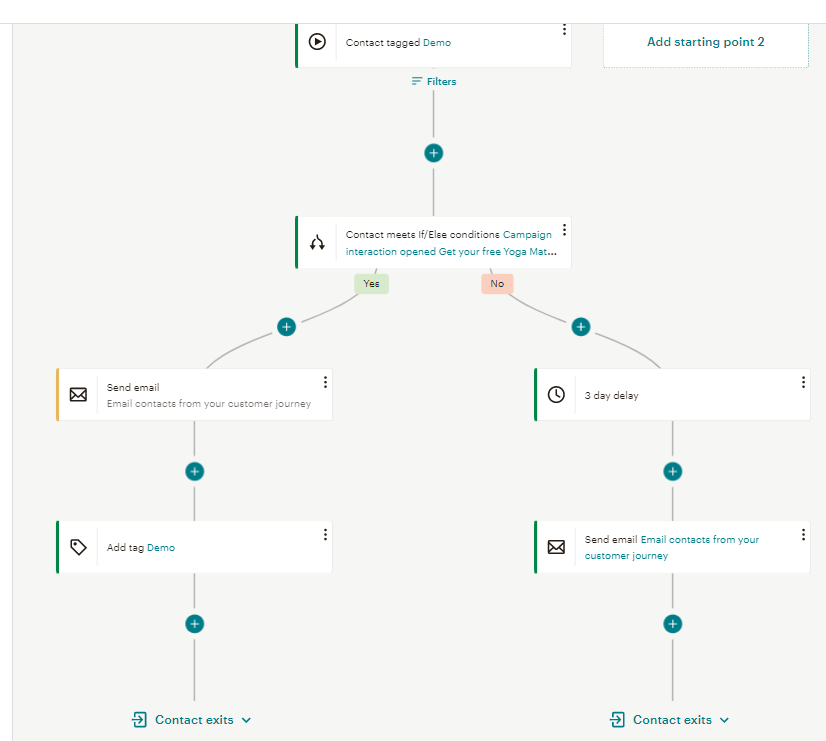 Contact tagged Demo
Add starting point 2
Filters
Contact meets If/Else conditions Campaign
interaction opened Get your free Yoga Mat...
Yes
No
Send email
Email contacts from your customer journey
3 day delay
Add tag Demo
Send email Email contacts from your
customer journey
Contact exits
Contact exits